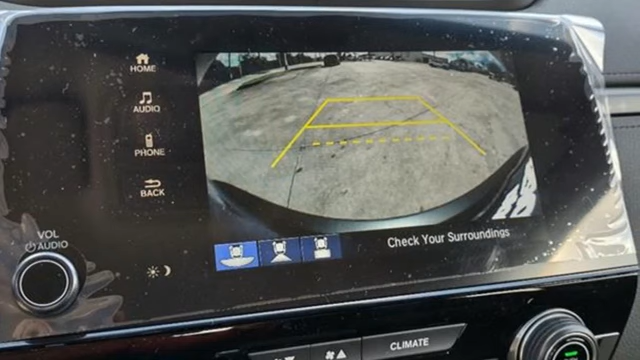 HOME
AUDIO
PHONE
BACK
VOL
AUDIO
Check Your Surroundings
CLIMATE